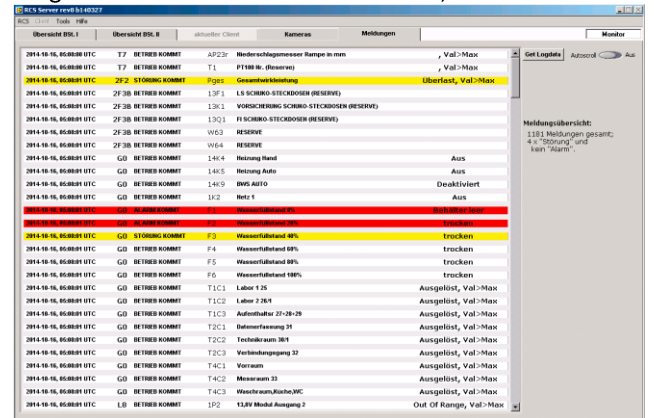 RCS Server rev8 b140327
RCS Client Tools Hilfe
Übersicht BSt. I Übersicht BSt. II aktueller Client Kameras Meldungen Monitor
Get Logdata Autoscroll Aus
2014-10-16, 05:08:00 UTC T7 BETRIEB KOMMT AP23r Niederschlagsmesser Rampe in mm , Val>Max
2014-10-16, 05:08:00 UTC T7 BETRIEB KOMMT T1 PT100 Nr. (Reserve) , Val>Max
2014-10-16, 05:08:01 UTC 2F2 STÖRUNG KOMMT Pges Gesamtwirkleistung Überlast, Val>Max
2014-10-16, 05:08:01 UTC 2F3B BETRIEB KOMMT 13F1 LS SCHUKO-STECKDOSEN (RESERVE)
2014-10-16, 05:08:01 UTC 2F3B BETRIEB KOMMT 13K1 VORSICHERUNG SCHUKO-STECKDOSEN (RESERVE)
2014-10-16, 05:08:01 UTC 2F3B BETRIEB KOMMT 13Q1 FI SCHUKO-STECKDOSEN (RESERVE)
2014-10-16, 05:08:01 UTC 2F3B BETRIEB KOMMT W63 RESERVE
2014-10-16, 05:08:01 UTC 2F3B BETRIEB KOMMT W64 RESERVE
2014-10-16, 05:08:01 UTC G0 BETRIEB KOMMT 14K4 Heizung Hand Aus
2014-10-16, 05:08:01 UTC G0 BETRIEB KOMMT 14K5 Heizung Auto Aus
2014-10-16, 05:08:01 UTC G0 BETRIEB KOMMT 14K9 BWS AUTO Deaktiviert
2014-10-16, 05:08:01 UTC G0 BETRIEB KOMMT 1K2 Netz 1 Aus
2014-10-16, 05:08:01 UTC G0 ALARM KOMMT F1 Wasserfüllstand 0% Behälter leer
2014-10-16, 05:08:01 UTC G0 ALARM KOMMT F2 Wasserfüllstand 20% trocken
2014-10-16, 05:08:01 UTC G0 STÖRUNG KOMMT F3 Wasserfüllstand 40% trocken
2014-10-16, 05:08:01 UTC G0 BETRIEB KOMMT F4 Wasserfüllstand 60% trocken
2014-10-16, 05:08:01 UTC G0 BETRIEB KOMMT F5 Wasserfüllstand 80% trocken
2014-10-16, 05:08:01 UTC G0 BETRIEB KOMMT F6 Wasserfüllstand 100% trocken
2014-10-16, 05:08:01 UTC G0 BETRIEB KOMMT T1C1 Labor 1 25 Ausgelöst, Val>Max
2014-10-16, 05:08:01 UTC G0 BETRIEB KOMMT T1C2 Labor 2 26/1 Ausgelöst, Val>Max
2014-10-16, 05:08:01 UTC G0 BETRIEB KOMMT T1C3 Aufenthaltsr 27+28+29 Ausgelöst, Val>Max
2014-10-16, 05:08:01 UTC G0 BETRIEB KOMMT T2C1 Datenerfassung 31 Ausgelöst, Val>Max
2014-10-16, 05:08:01 UTC G0 BETRIEB KOMMT T2C2 Technikraum 30/1 Ausgelöst, Val>Max
2014-10-16, 05:08:01 UTC G0 BETRIEB KOMMT T2C3 Verbindungsgang 32 Ausgelöst, Val>Max
2014-10-16, 05:08:01 UTC G0 BETRIEB KOMMT T4C1 Vorraum Ausgelöst, Val>Max
2014-10-16, 05:08:01 UTC G0 BETRIEB KOMMT T4C2 Messraum 33 Ausgelöst, Val>Max
2014-10-16, 05:08:01 UTC G0 BETRIEB KOMMT T4C3 Waschraum,Küche,WC Ausgelöst, Val>Max
2014-10-16, 05:08:01 UTC L0 BETRIEB KOMMT 1P2 13,8V Modul Ausgang 2 Out Of Range, Val>Max
Meldungsübersicht:
1181 Meldungen gesamt;
4 x "Störung" und
kein "Alarm".